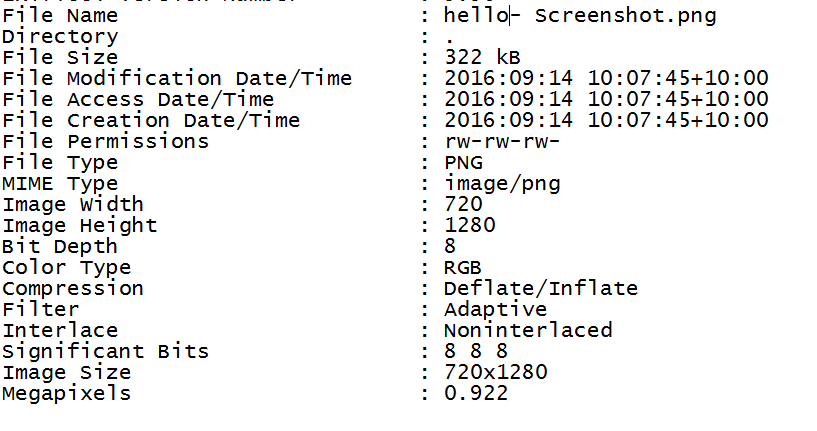 File Name : hello- Screenshot.png
Directory : .
File Size : 322 kB
File Modification Date/Time : 2016:09:14 10:07:45+10:00
File Access Date/Time : 2016:09:14 10:07:45+10:00
File Creation Date/Time : 2016:09:14 10:07:45+10:00
File Permissions : rw-rw-rw-
File Type : PNG
MIME Type : image/png
Image Width : 720
Image Height : 1280
Bit Depth : 8
Color Type : RGB
Compression : Deflate/Inflate
Filter : Adaptive
Interlace : Noninterlaced
Significant Bits : 8 8 8
Image Size : 720x1280
Megapixels : 0.922